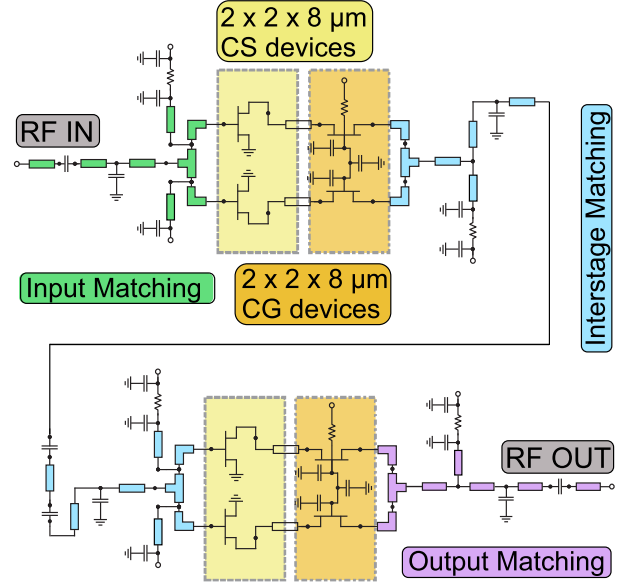 2 x 2 x 8 µm
CS devices
RF IN
Interstage Matching
Input Matching
2 x 2 x 8 µm
CG devices
RF OUT
Output Matching